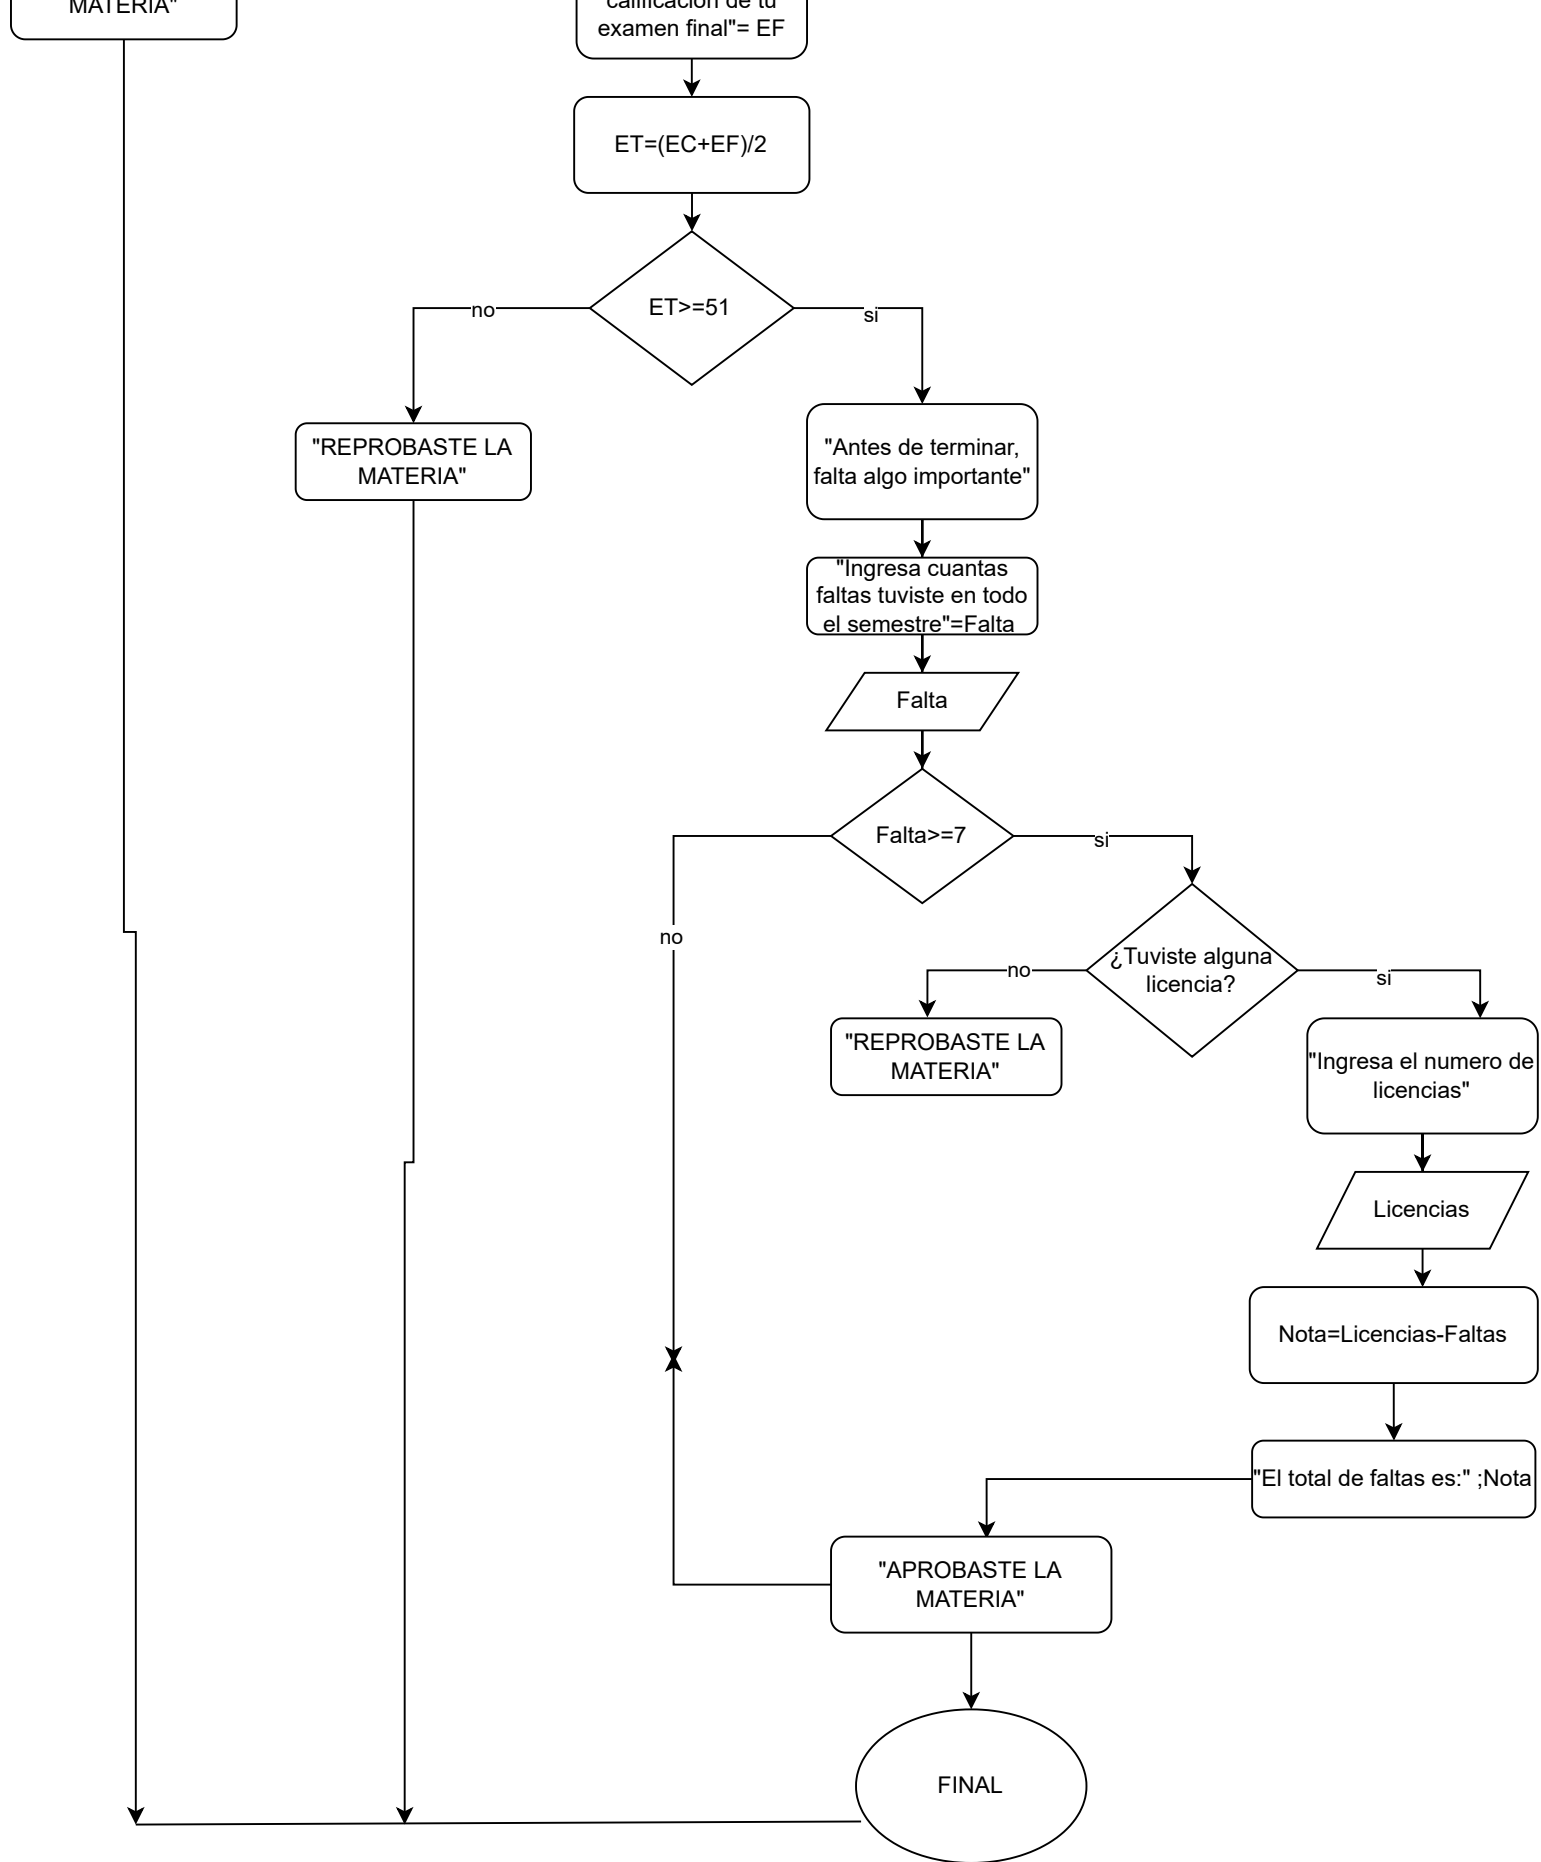 MATERIA"
calificación de tu
examen final"= EF
ET=(EC+EF)/2
ET>=51
no
si
"REPROBASTE LA
MATERIA"
"Antes de terminar,
falta algo importante"
"Ingresa cuantas
faltas tuviste en todo
el semestre"=Falta
Falta
Falta>=7
si
no
¿Tuviste alguna
licencia?
no
si
"REPROBASTE LA
MATERIA"
"Ingresa el numero de
licencias"
Licencias
Nota=Licencias-Faltas
"El total de faltas es:" ;Nota
"APROBASTE LA
MATERIA"
FINAL